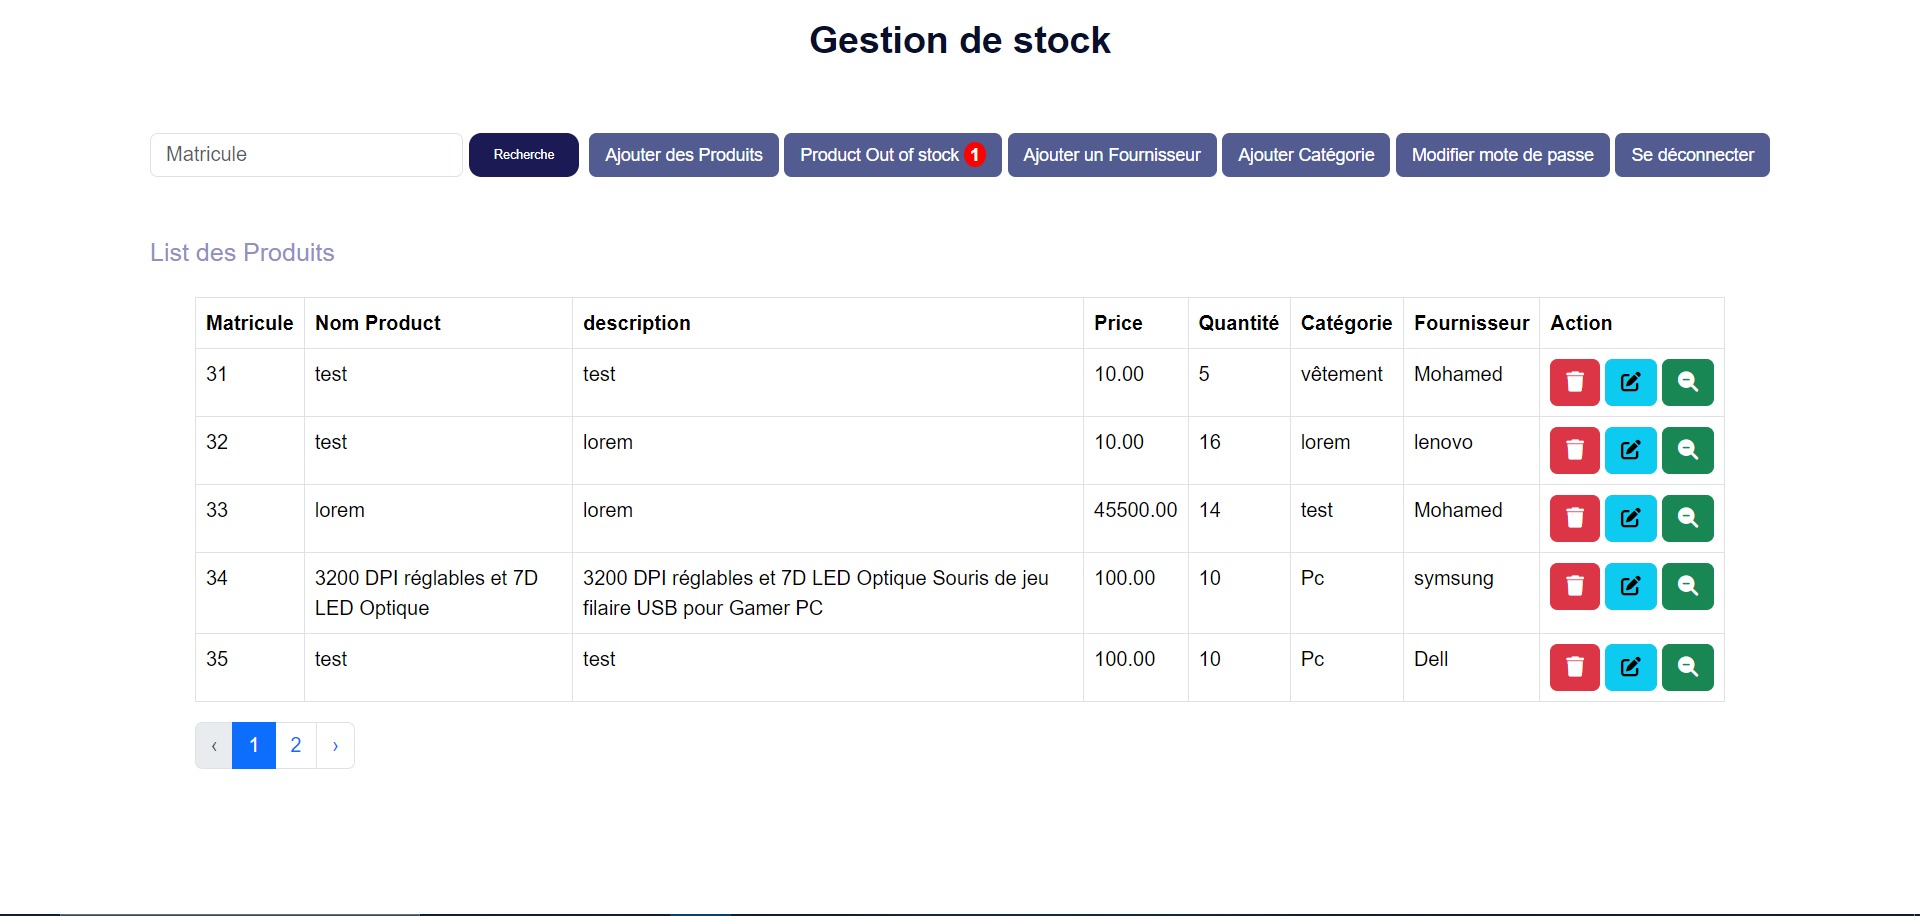 Gestion de stock
Matricule Recherche Ajouter des Produits Product Out of stock 1 Ajouter un Fournisseur Ajouter Catégorie Modifier mote de passe Se déconnecter
List des Produits
Matricule Nom Product description Price Quantité Catégorie Fournisseur Action
31 test test 10.00 5 vêtement Mohamed
32 test lorem 10.00 16 lorem lenovo
33 lorem lorem 45500.00 14 test Mohamed
34 3200 DPI réglables et 7D 3200 DPI réglables et 7D LED Optique Souris de jeu 100.00 10 Pc symsung
LED Optique filaire USB pour Gamer PC
35 test test 100.00 10 Pc Dell
‹ 1 2 ›